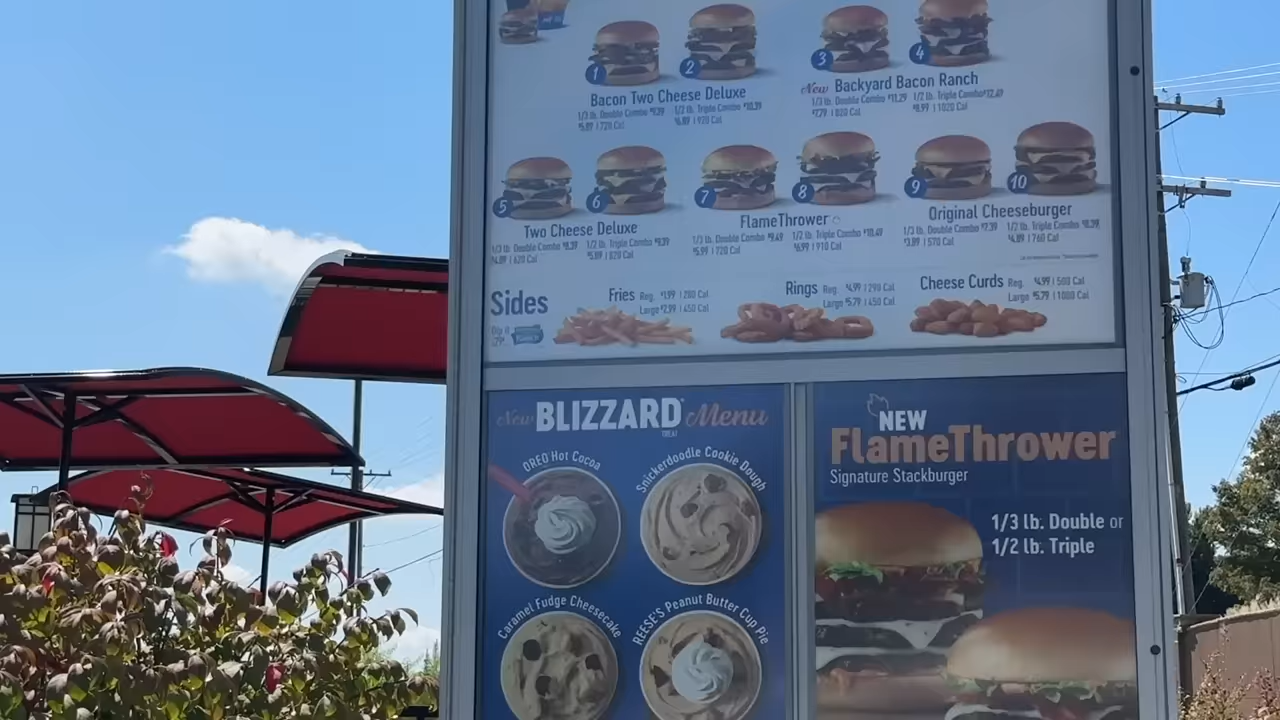 1 2 3 4
Bacon Two Cheese Deluxe
1/3 lb. Double Combo 1/2 lb. Triple Combo $10.39
$5.89 | 720 Cal $6.89 | 920 Cal
New Backyard Bacon Ranch
1/3 lb. Double Combo $11.29 1/2 lb. Triple Combo $12.49
$7.79 | 820 Cal $8.99 | 1020 Cal
5 6 7 8 9 10
Two Cheese Deluxe
1/3 lb. Double Combo $8.39 1/2 lb. Triple Combo $9.39
$4.89 | 620 Cal $5.89 | 820 Cal
FlameThrower
1/3 lb. Double Combo $9.49 1/2 lb. Triple Combo $10.49
$5.99 | 720 Cal $6.99 | 910 Cal
Original Cheeseburger
1/3 lb. Double Combo $7.39 1/2 lb. Triple Combo $8.39
$3.89 | 570 Cal $4.89 | 760 Cal
Sides
Fries Reg. $1.99 | 280 Cal
Large $2.99 | 450 Cal
Rings Reg. $4.99 | 290 Cal
Large $5.79 | 450 Cal
Cheese Curds Reg. $4.99 | 500 Cal
Large $5.79 | 1000 Cal
New BLIZZARD Menu
TREAT
OREO Hot Cocoa
Snickerdoodle Cookie Dough
Caramel Fudge Cheesecake
REESE'S Peanut Butter Cup Pie
NEW
FlameThrower
Signature Stackburger
1/3 lb. Double or
1/2 lb. Triple